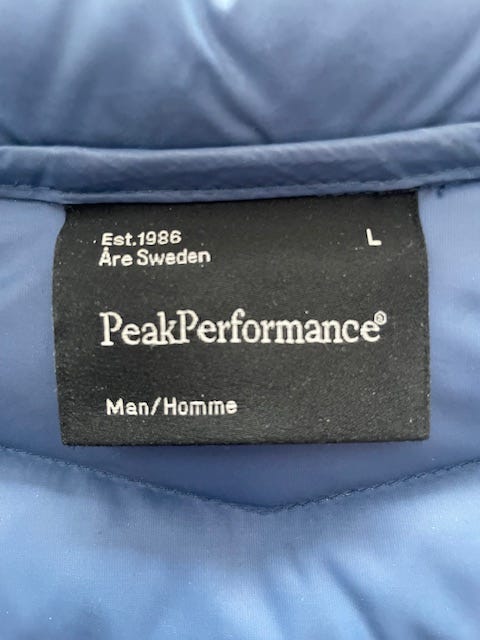 Est.1986 L
Åre Sweden
PeakPerformance®
Man/Homme